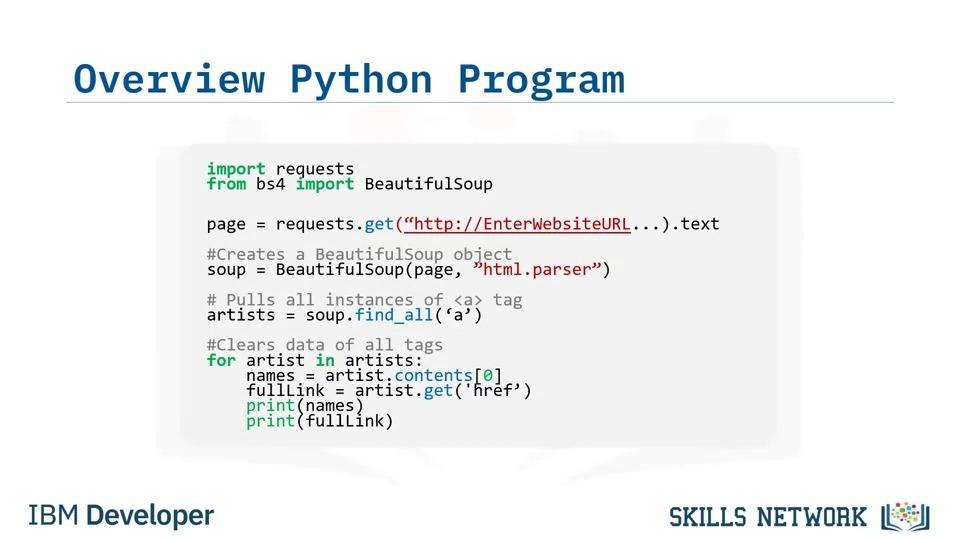 Overview Python Program
import requests
from bs4 import BeautifulSoup
page = requests.get(“http://EnterWebsiteURL...).text
#Creates a BeautifulSoup object
soup = BeautifulSoup(page, ”html.parser”)
# Pulls all instances of <a> tag
artists = soup.find_all(‘a’)
#Clears data of all tags
for artist in artists:
    names = artist.contents[0]
    fullLink = artist.get('href’)
    print(names)
    print(fullLink)
IBM Developer
SKILLS NETWORK